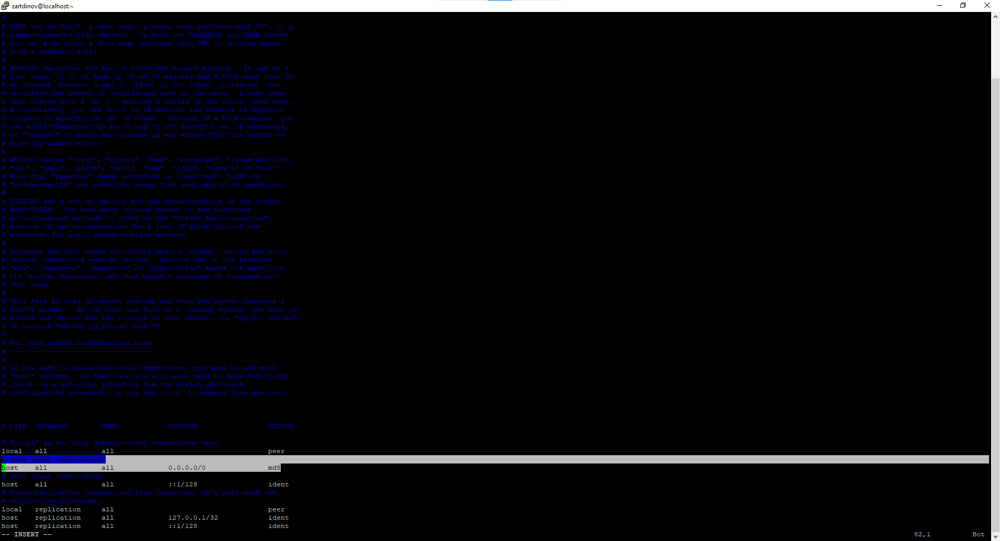 zartdinov@localhost:~
#
# USER can be "all", a user name, a group name prefixed with "+", or a
# comma-separated list thereof.  In both the DATABASE and USER fields
# you can also write a file name prefixed with "@" to include names
# from a separate file.
#
# ADDRESS specifies the set of hosts the record matches.  It can be a
# host name, or it is made up of an IP address and a CIDR mask that is
# an integer (between 0 and 32 (IPv4) or 128 (IPv6) inclusive) that
# specifies the number of significant bits in the mask.  A host name
# that starts with a dot (.) matches a suffix of the actual host name.
# Alternatively, you can write an IP address and netmask in separate
# columns to specify the set of hosts.  Instead of a CIDR-address, you
# can write "samehost" to match any of the server's own IP addresses,
# or "samenet" to match any address in any subnet that the server is
# directly connected to.
#
# METHOD can be "trust", "reject", "md5", "password", "scram-sha-256",
# "gss", "sspi", "ident", "peer", "pam", "ldap", "radius" or "cert".
# Note that "password" sends passwords in clear text; "md5" or
# "scram-sha-256" are preferred since they send encrypted passwords.
#
# OPTIONS are a set of options for the authentication in the format
# NAME=VALUE.  The available options depend on the different
# authentication methods -- refer to the "Client Authentication"
# section in the documentation for a list of which options are
# available for which authentication methods.
#
# Database and user names containing spaces, commas, quotes and other
# special characters must be quoted.  Quoting one of the keywords
# "all", "sameuser", "samerole" or "replication" makes the name lose
# its special character, and just match a database or username with
# that name.
#
# This file is read on server startup and when the server receives a
# SIGHUP signal.  If you edit the file on a running system, you have to
# SIGHUP the server for the changes to take effect, run "pg_ctl reload",
# or execute "SELECT pg_reload_conf()".
#
# Put your actual configuration here
# ----------------------------------
#
# If you want to allow non-local connections, you need to add more
# "host" records.  In that case you will also need to make PostgreSQL
# listen on a non-local interface via the listen_addresses
# configuration parameter, or via the -i or -h command line switches.
# TYPE  DATABASE        USER            ADDRESS                 METHOD
# "local" is for Unix domain socket connections only
local   all             all                                     peer
# IPv4 local connections:
host    all             all             0.0.0.0/0               md5
# IPv6 local connections:
host    all             all             ::1/128                 ident
# Allow replication connections from localhost, by a user with the
# replication privilege.
local   replication     all                                     peer
host    replication     all             127.0.0.1/32            ident
host    replication     all             ::1/128                 ident
-- INSERT -- 82,1 Bot